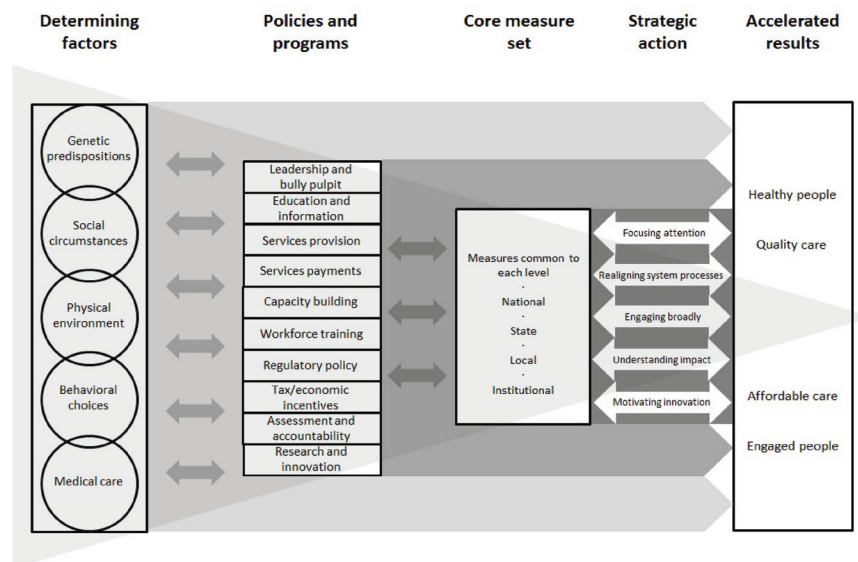 Determining
factors
Policies and
programs
Core measure
set
Strategic
action
Accelerated
results
Genetic
predispositions
Social
circumstances
Physical
environment
Behavioral
choices
Medical care
Leadership and
bully pulpit
Education and
information
Services provision
Services payments
Capacity building
Workforce training
Regulatory policy
Tax/economic
incentives
Assessment and
accountability
Research and
innovation
Measures common to
each level
·
National
·
State
·
Local
·
Institutional
Focusing attention
Realigning system processes
Engaging broadly
Understanding impact
Motivating innovation
Healthy people
Quality care
Affordable care
Engaged people